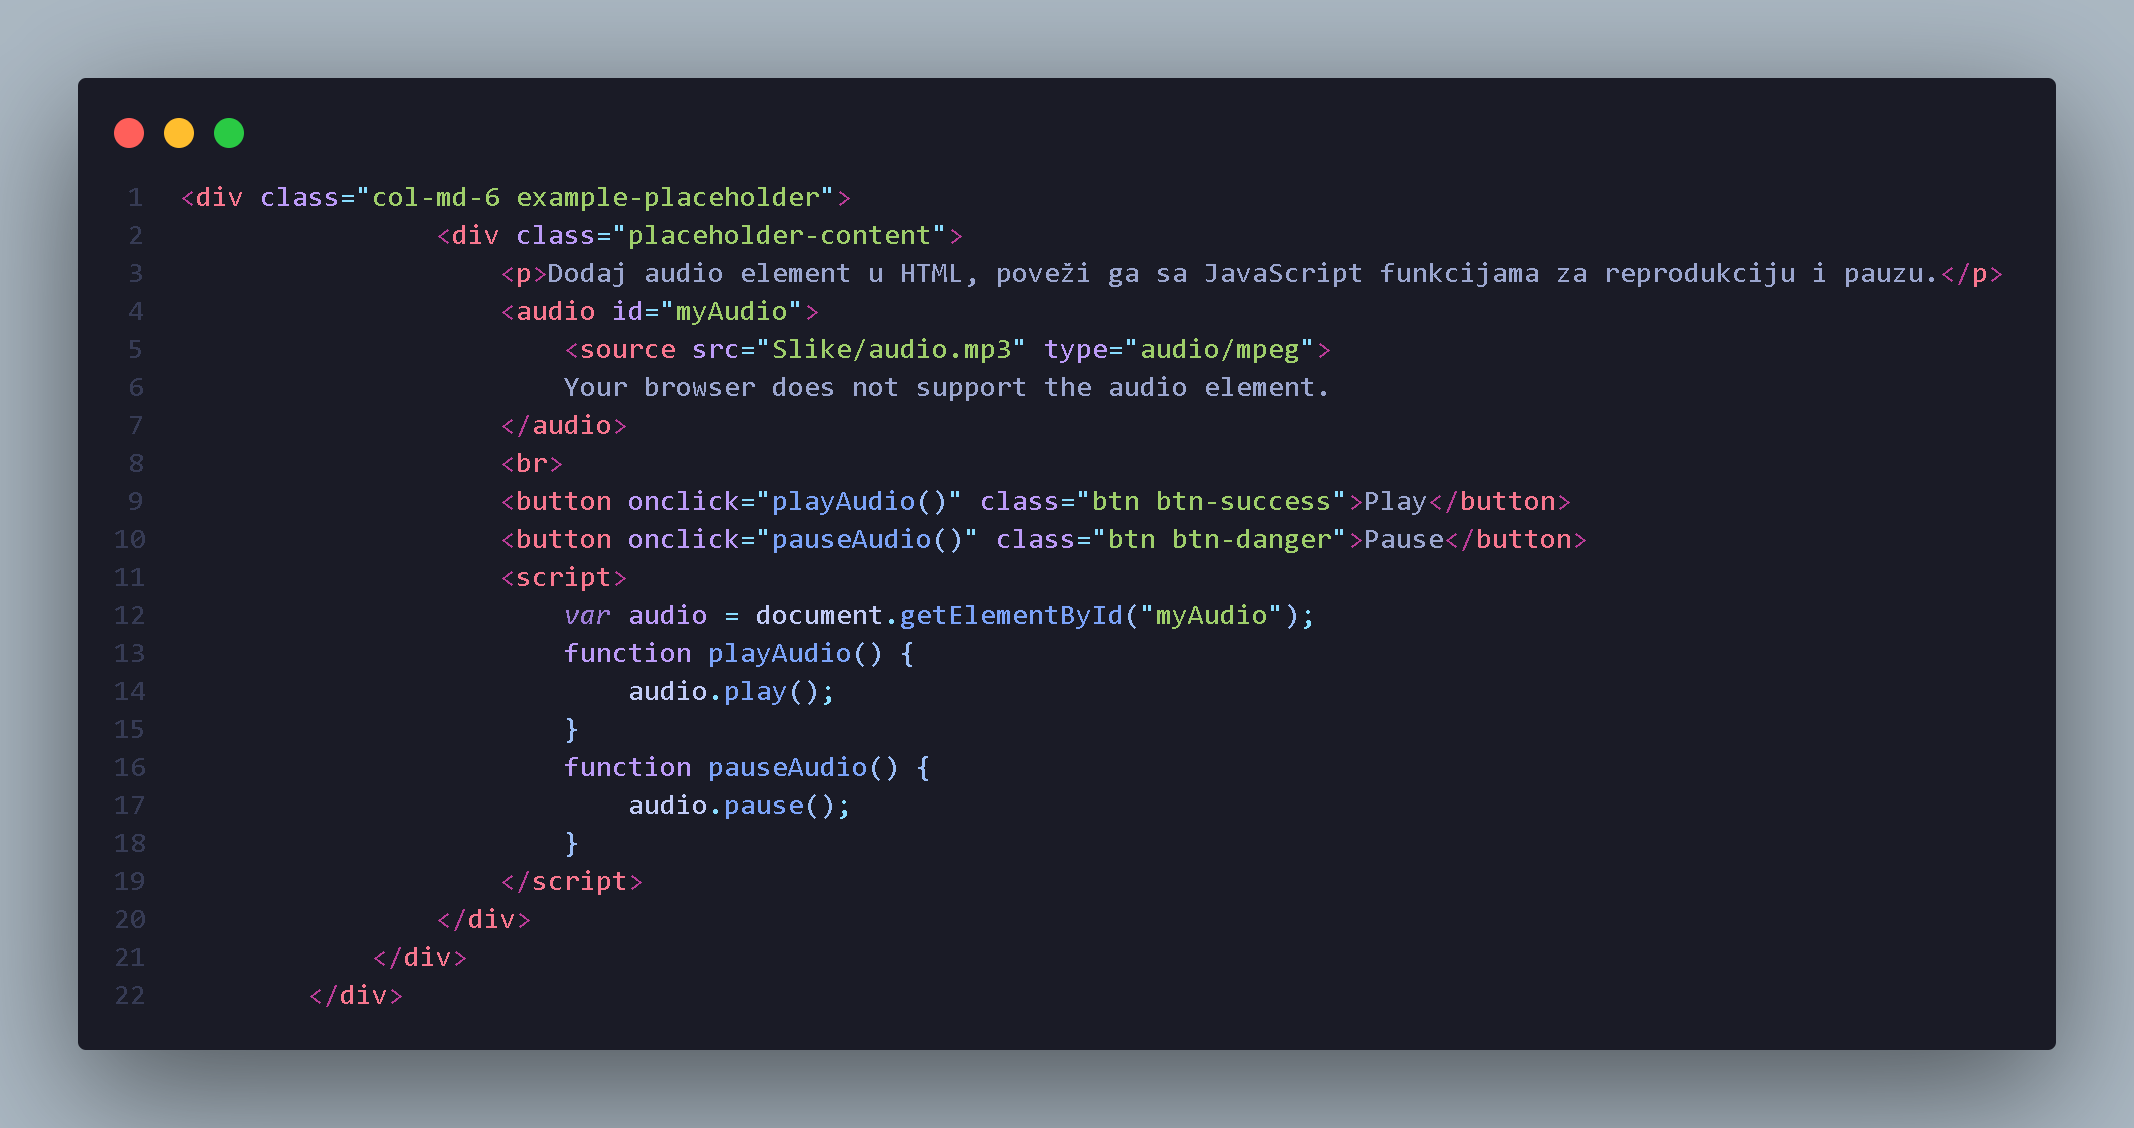 1 <div class="col-md-6 example-placeholder">
2 <div class="placeholder-content">
3 <p>Dodaj audio element u HTML, poveži ga sa JavaScript funkcijama za reprodukciju i pauzu.</p>
4 <audio id="myAudio">
5 <source src="Slike/audio.mp3" type="audio/mpeg">
6 Your browser does not support the audio element.
7 </audio>
8 <br>
9 <button onclick="playAudio()" class="btn btn-success">Play</button>
10 <button onclick="pauseAudio()" class="btn btn-danger">Pause</button>
11 <script>
12 var audio = document.getElementById("myAudio");
13 function playAudio() {
14 audio.play();
15 }
16 function pauseAudio() {
17 audio.pause();
18 }
19 </script>
20 </div>
21 </div>
22 </div>